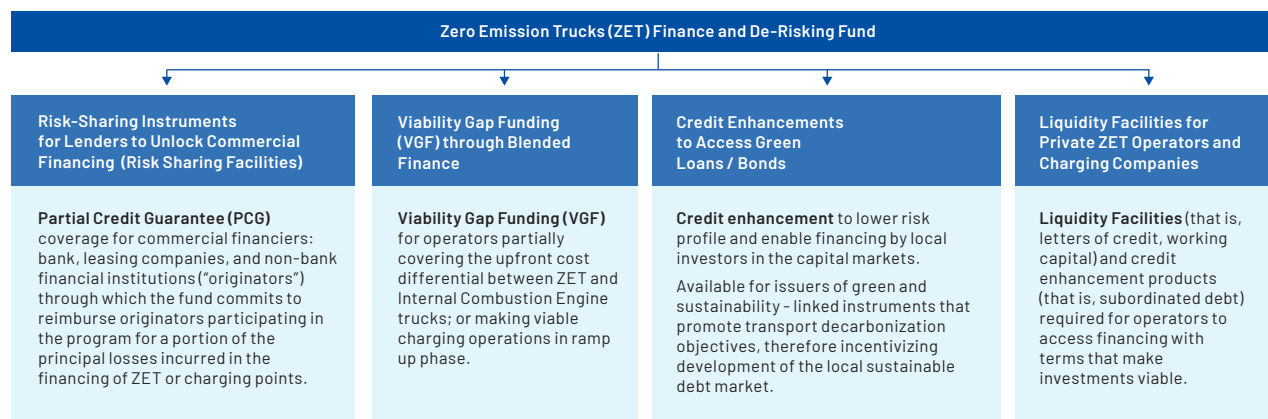 Zero Emission Trucks (ZET) Finance and De-Risking Fund
Risk-Sharing Instruments
for Lenders to Unlock Commercial
Financing (Risk Sharing Facilities)
Partial Credit Guarantee (PCG)
coverage for commercial financiers:
bank, leasing companies, and non-bank
financial institutions (“originators”)
through which the fund commits to
reimburse originators participating in
the program for a portion of the
principal losses incurred in the
financing of ZET or charging points.
Viability Gap Funding
(VGF) through Blended
Finance
Viability Gap Funding (VGF)
for operators partially
covering the upfront cost
differential between ZET and
Internal Combustion Engine
trucks; or making viable
charging operations in ramp
up phase.
Credit Enhancements
to Access Green
Loans / Bonds
Credit enhancement to lower risk
profile and enable financing by local
investors in the capital markets.
Available for issuers of green and
sustainability - linked instruments that
promote transport decarbonization
objectives, therefore incentivizing
development of the local sustainable
debt market.
Liquidity Facilities for
Private ZET Operators and
Charging Companies
Liquidity Facilities (that is,
letters of credit, working
capital) and credit
enhancement products
(that is, subordinated debt)
required for operators to
access financing with
terms that make
investments viable.